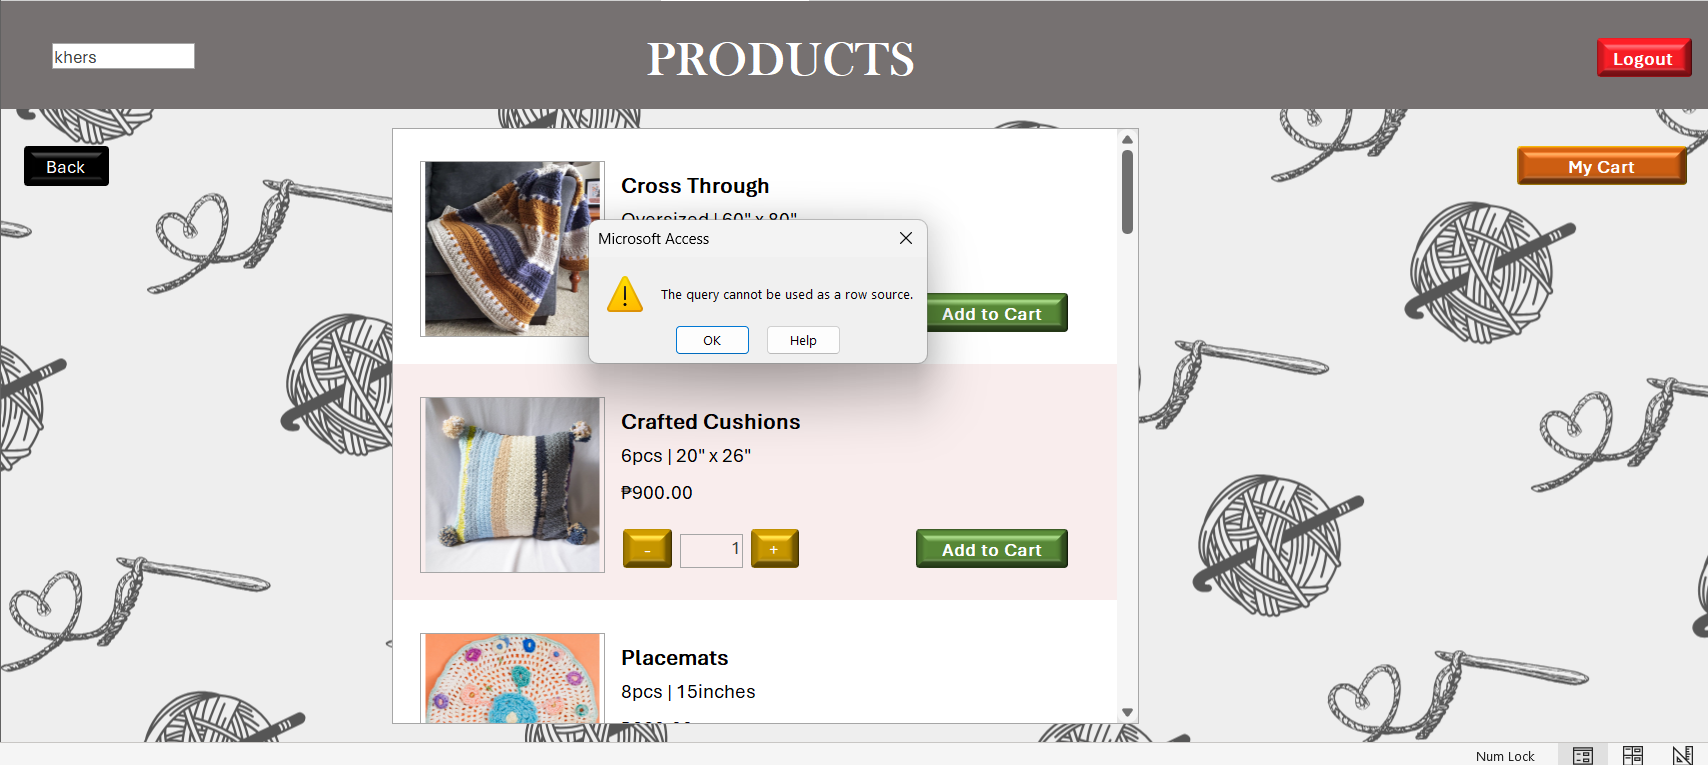 khers
PRODUCTS
Logout
Back
My Cart
Cross Through
Oversized | 60" x 80"
Microsoft Access
The query cannot be used as a row source.
OK
Help
Add to Cart
Crafted Cushions
6pcs | 20" x 26"
₱900.00
-
1
+
Add to Cart
Placemats
8pcs | 15inches
Num Lock